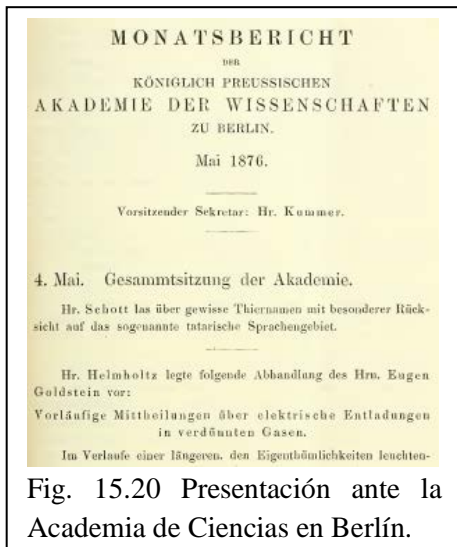 MONATSBERICHT
DER
KÖNIGLICH PREUSSISCHEN
AKADEMIE DER WISSENSCHAFTEN
ZU BERLIN.
Mai 1876.
Vorsitzender Sekretar: Hr. Kummer.
4. Mai. Gesammtsitzung der Akademie.
Hr. Schott las über gewisse Thiernamen mit besonderer Rück-
sicht auf das sogenannte tatarische Sprachengebiet.
Hr. Helmholtz legte folgende Abhandlung des Hrn. Eugen
Goldstein vor:
Vorläufige Mittheilungen über elektrische Entladungen
in verdünnten Gasen.
Im Verlaufe einer längeren, den Eigenthümlichkeiten leuchten-
Fig. 15.20 Presentación ante la
Academia de Ciencias en Berlín.